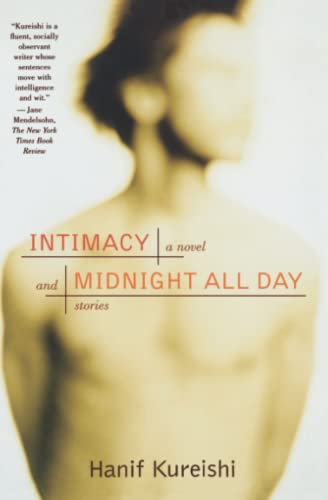 “Kureishi is a
fluent, socially
observant
writer whose
sentences
move with
intelligence
and wit.”
— Jane
Mendelsohn,
The New York
Times Book
Review
INTIMACY a novel
and MIDNIGHT ALL DAY
stories
Hanif Kureishi